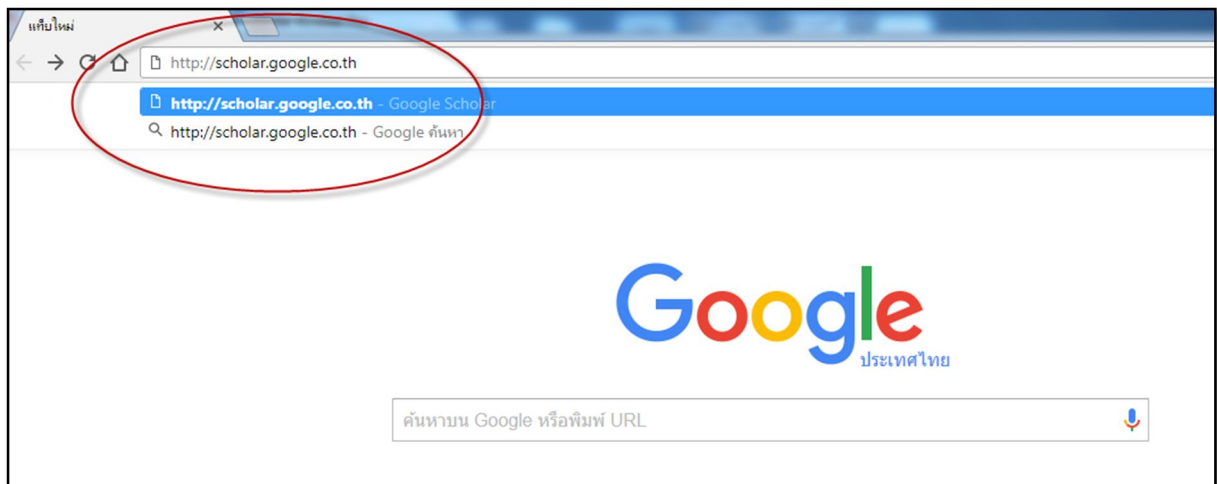 แท็บใหม่
http://scholar.google.co.th
http://scholar.google.co.th - Google Scholar
http://scholar.google.co.th - Google ค้นหา
Google
ประเทศไทย
ค้นหาบน Google หรือพิมพ์ URL